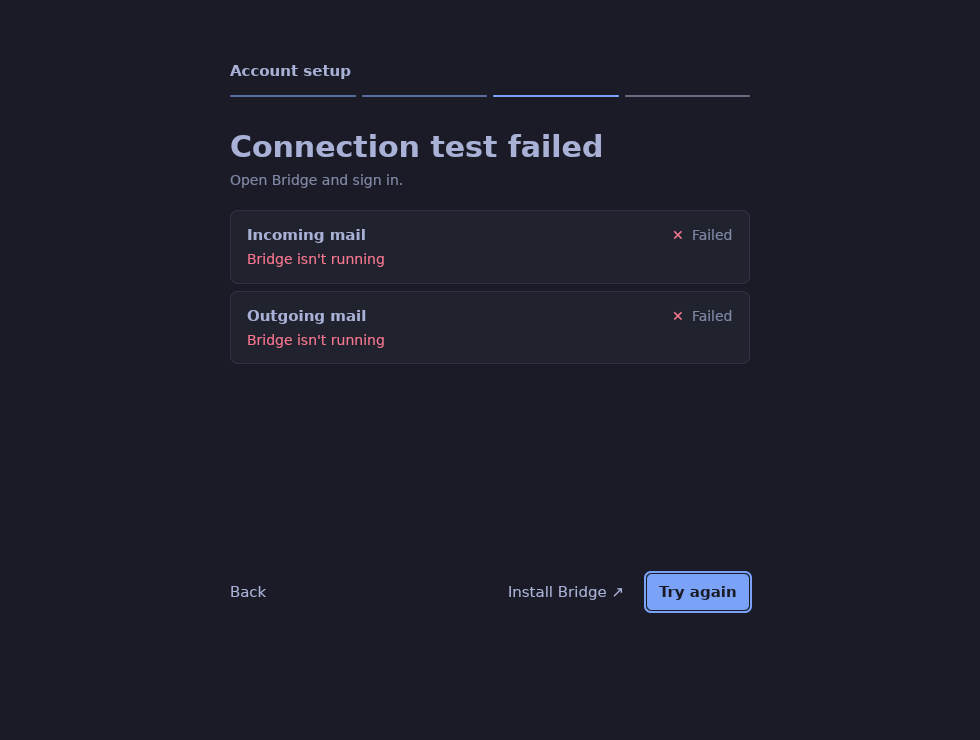 Account setup
Connection test failed
Open Bridge and sign in.
Incoming mail
✕ Failed
Bridge isn't running
Outgoing mail
✕ Failed
Bridge isn't running
Back
Install Bridge ↗
Try again